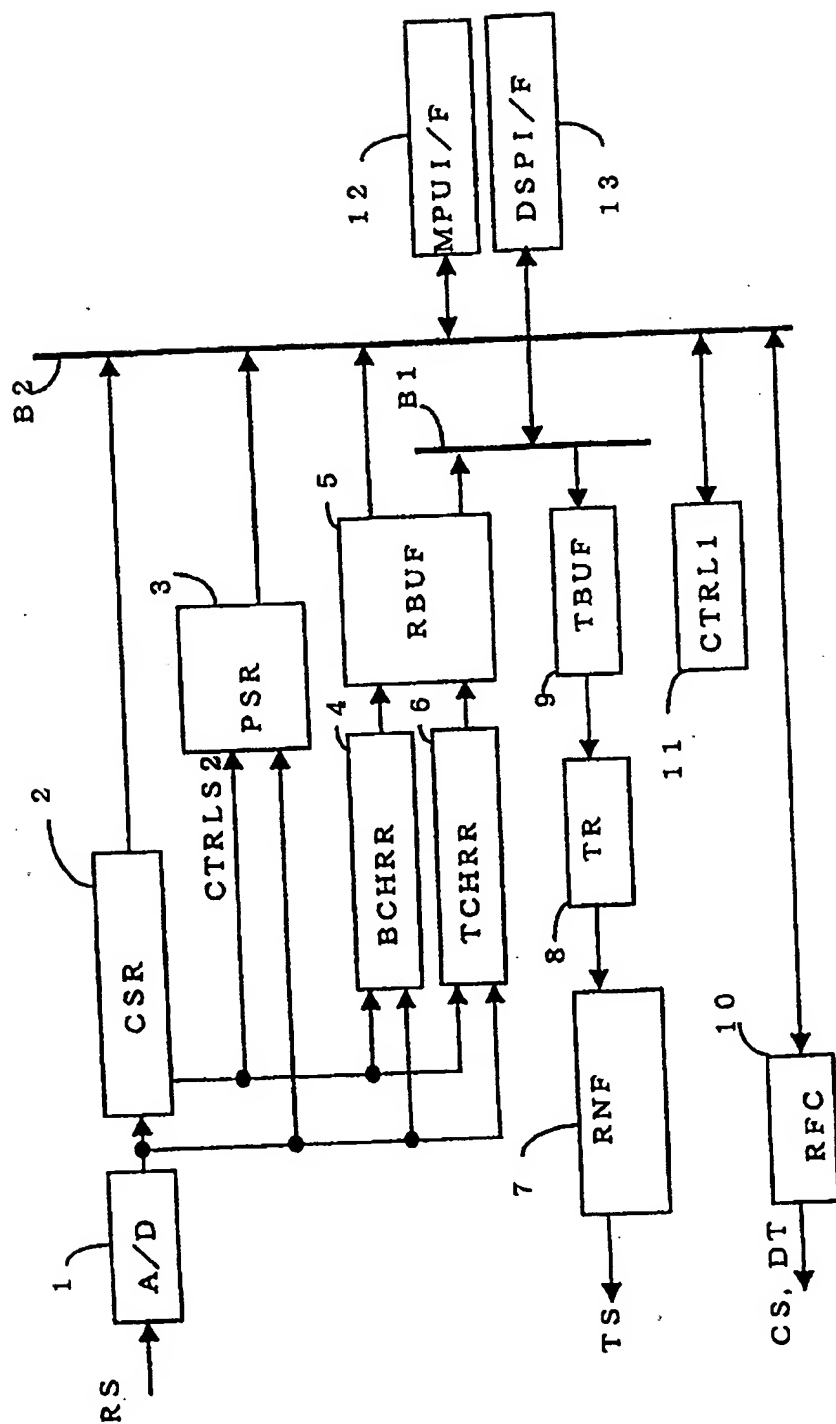 RS
1
A/D
2
CSR
CTRLS2
3
PSR
B2
4
BCHRR
5
RBUF
6
TCHRR
B1
12
MPUI/F
DSPI/F
13
7
RNF
TS
8
TR
9
TBUF
11
CTRL1
10
RFC
CS, DT